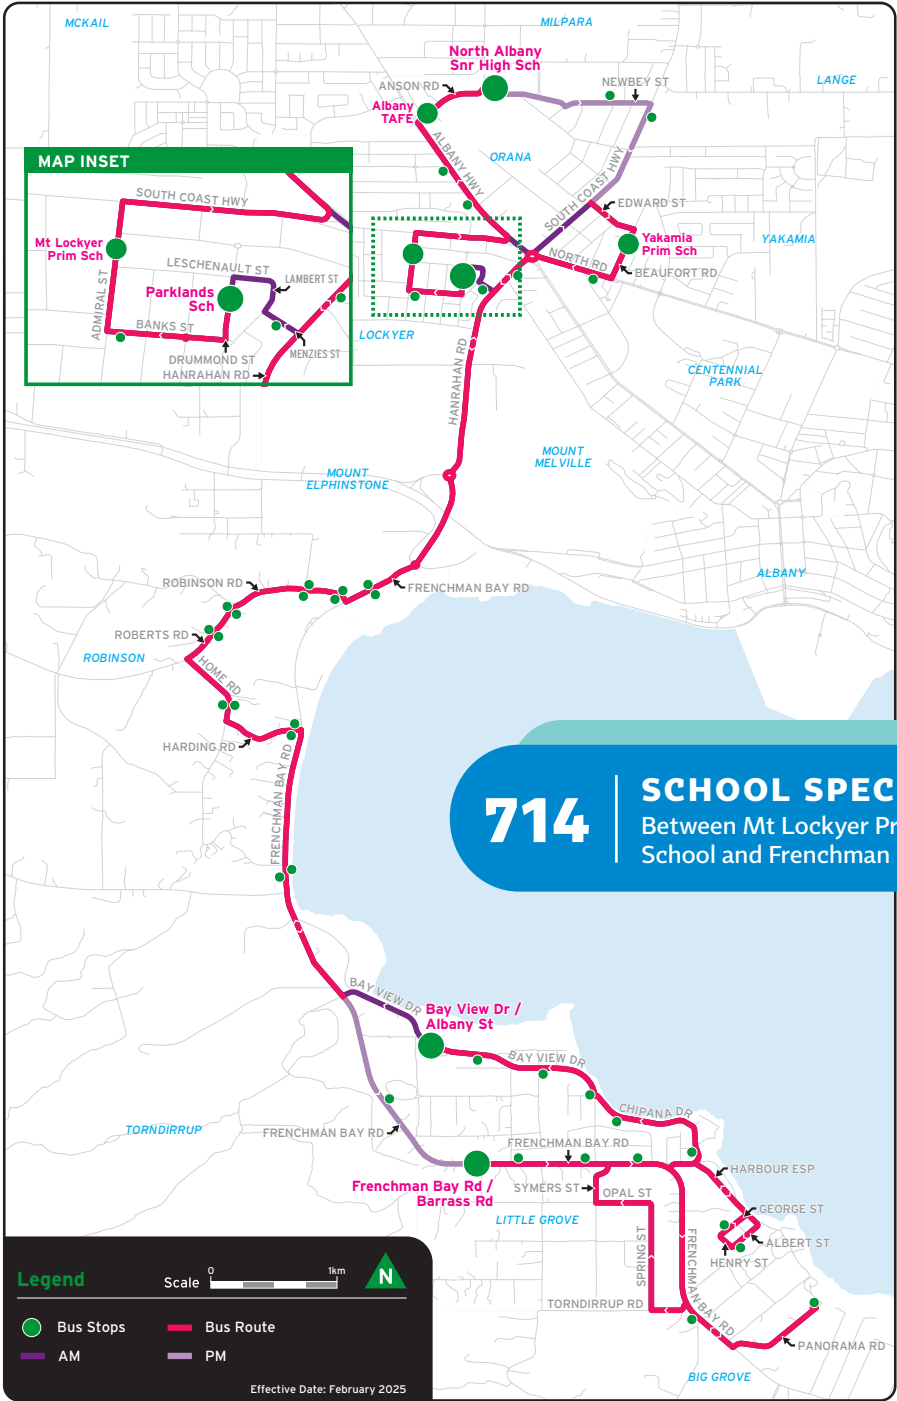 MCKAIL
MILPARA
North Albany
Snr High Sch
LANGE
ANSON RD
NEWBEY ST
Albany
TAFE
ORANA
ALBANY HWY
SOUTH COAST HWY
EDWARD ST
Yakamia
Prim Sch
YAKAMIA
NORTH RD
BEAUFORT RD
MAP INSET
SOUTH COAST HWY
Mt Lockyer
Prim Sch
LESCHENAULT ST
LAMBERT ST
Parklands
Sch
ADMIRAL ST
BANKS ST
DRUMMOND ST
MENZIES ST
HANRAHAN RD
LOCKYER
HANRAHAN RD
CENTENNIAL
PARK
MOUNT
MELVILLE
MOUNT
ELPHINSTONE
ALBANY
ROBINSON RD
FRENCHMAN BAY RD
ROBERTS RD
ROBINSON
HOME RD
HARDING RD
FRENCHMAN BAY RD
714
SCHOOL SPEC
Between Mt Lockyer Pr
School and Frenchman
BAY VIEW DR
Bay View Dr /
Albany St
BAY VIEW DR
CHIPANA DR
TORNDIRRUP
FRENCHMAN BAY RD
FRENCHMAN BAY RD
HARBOUR ESP
Frenchman Bay Rd /
Barrass Rd
SYMERS ST
OPAL ST
LITTLE GROVE
GEORGE ST
ALBERT ST
HENRY ST
SPRING ST
FRENCHMAN BAY RD
TORNDIRRUP RD
PANORAMA RD
BIG GROVE
Legend
Scale
0
1km
N
Bus Stops
Bus Route
AM
PM
Effective Date: February 2025